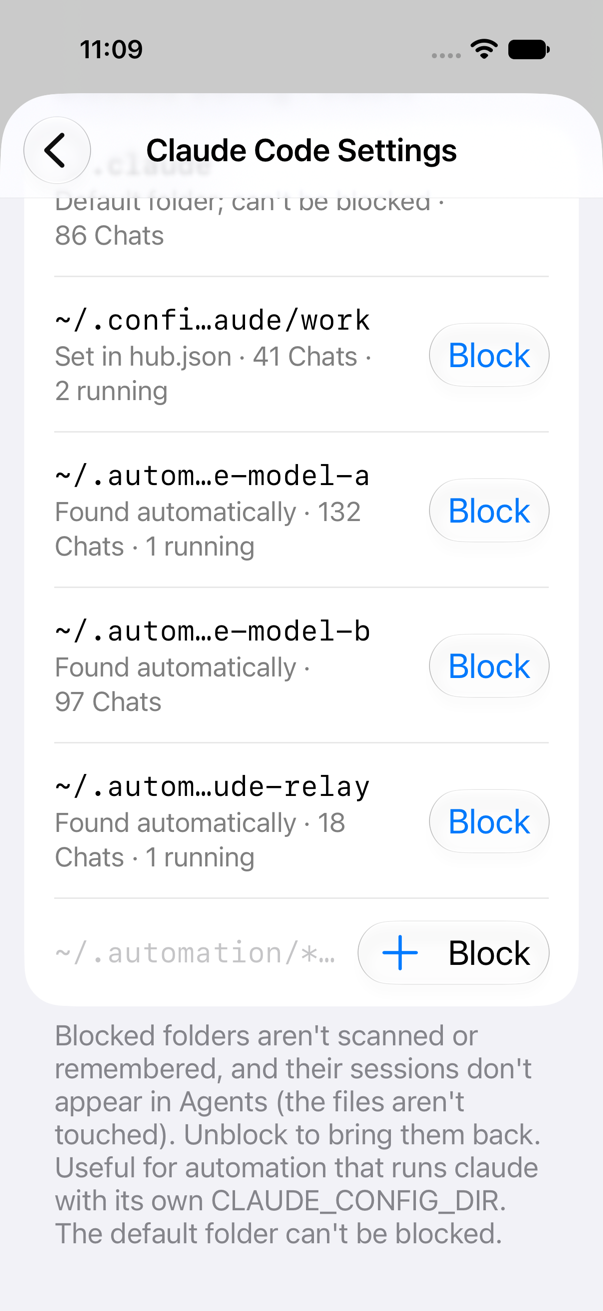 11:09
Claude Code Settings
.claude
Default folder; can't be blocked ·
86 Chats
~/.confi…aude/work
Set in hub.json · 41 Chats ·
2 running
Block
~/.autom…e-model-a
Found automatically · 132
Chats · 1 running
Block
~/.autom…e-model-b
Found automatically ·
97 Chats
Block
~/.autom…ude-relay
Found automatically · 18
Chats · 1 running
Block
~/.automation/*…
+ Block
Blocked folders aren't scanned or
remembered, and their sessions don't
appear in Agents (the files aren't
touched). Unblock to bring them back.
Useful for automation that runs claude
with its own CLAUDE_CONFIG_DIR.
The default folder can't be blocked.